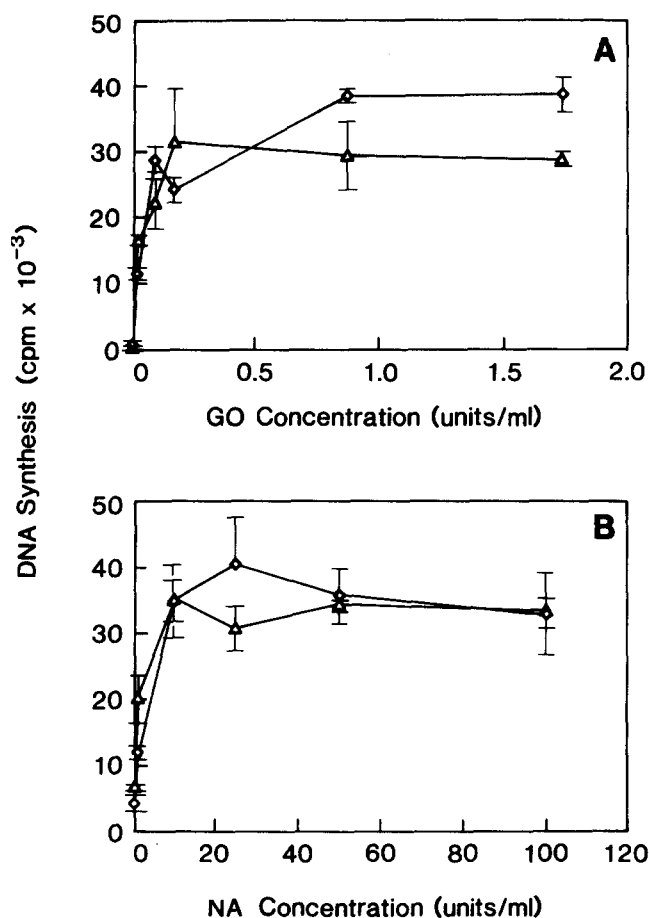 A
50
40
30
20
10
0
0 0.5 1.0 1.5 2.0
GO Concentration (units/ml)
DNA Synthesis (cpm x 10⁻³)
B
50
40
30
20
10
0
0 20 40 60 80 100 120
NA Concentration (units/ml)